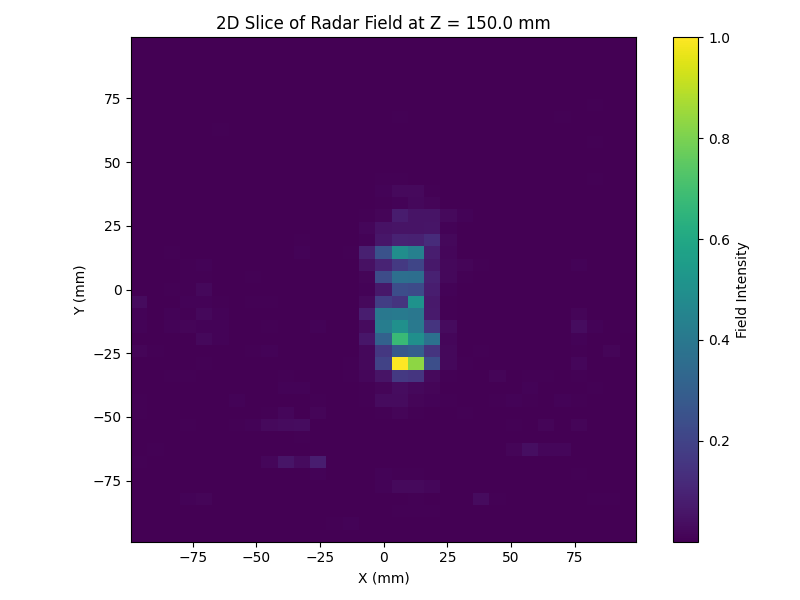 2D Slice of Radar Field at Z = 150.0 mm
Y (mm)
75
50
25
0
−25
−50
−75
−75 −50 −25 0 25 50 75
X (mm)
1.0
0.8
0.6
0.4
0.2
Field Intensity